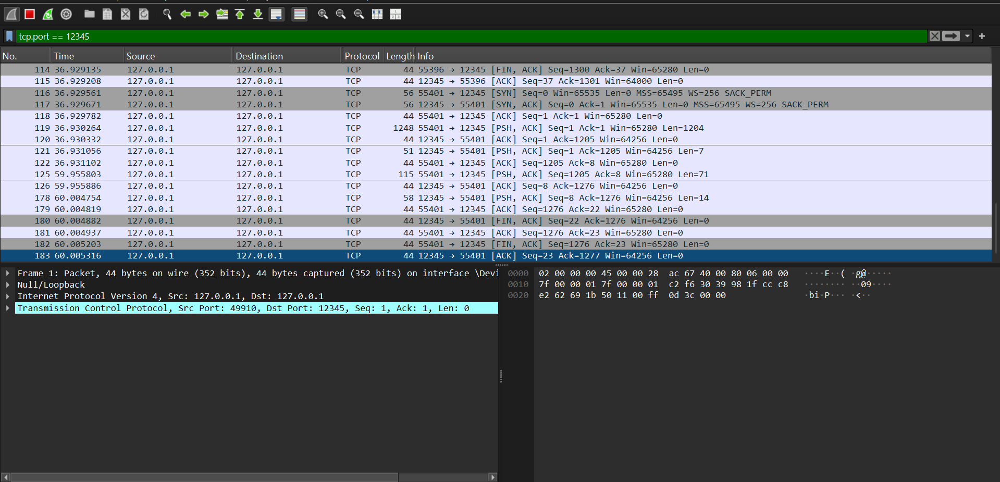 tcp.port == 12345
No. Time Source Destination Protocol Length Info
114 36.929135 127.0.0.1 127.0.0.1 TCP 44 55396 → 12345 [FIN, ACK] Seq=1300 Ack=37 Win=65280 Len=0
115 36.929208 127.0.0.1 127.0.0.1 TCP 44 12345 → 55396 [ACK] Seq=37 Ack=1301 Win=64000 Len=0
116 36.929561 127.0.0.1 127.0.0.1 TCP 56 55401 → 12345 [SYN] Seq=0 Win=65535 Len=0 MSS=65495 WS=256 SACK_PERM
117 36.929671 127.0.0.1 127.0.0.1 TCP 56 12345 → 55401 [SYN, ACK] Seq=0 Ack=1 Win=65535 Len=0 MSS=65495 WS=256 SACK_PERM
118 36.929782 127.0.0.1 127.0.0.1 TCP 44 55401 → 12345 [ACK] Seq=1 Ack=1 Win=65280 Len=0
119 36.930264 127.0.0.1 127.0.0.1 TCP 1248 55401 → 12345 [PSH, ACK] Seq=1 Ack=1 Win=65280 Len=1204
120 36.930332 127.0.0.1 127.0.0.1 TCP 44 12345 → 55401 [ACK] Seq=1 Ack=1205 Win=64256 Len=0
121 36.931056 127.0.0.1 127.0.0.1 TCP 51 12345 → 55401 [PSH, ACK] Seq=1 Ack=1205 Win=64256 Len=7
122 36.931102 127.0.0.1 127.0.0.1 TCP 44 55401 → 12345 [ACK] Seq=1205 Ack=8 Win=65280 Len=0
125 59.955803 127.0.0.1 127.0.0.1 TCP 115 55401 → 12345 [PSH, ACK] Seq=1205 Ack=8 Win=65280 Len=71
126 59.955886 127.0.0.1 127.0.0.1 TCP 44 12345 → 55401 [ACK] Seq=8 Ack=1276 Win=64256 Len=0
178 60.004754 127.0.0.1 127.0.0.1 TCP 58 12345 → 55401 [PSH, ACK] Seq=8 Ack=1276 Win=64256 Len=14
179 60.004819 127.0.0.1 127.0.0.1 TCP 44 55401 → 12345 [ACK] Seq=1276 Ack=22 Win=65280 Len=0
180 60.004882 127.0.0.1 127.0.0.1 TCP 44 12345 → 55401 [FIN, ACK] Seq=22 Ack=1276 Win=64256 Len=0
181 60.004937 127.0.0.1 127.0.0.1 TCP 44 55401 → 12345 [ACK] Seq=1276 Ack=23 Win=65280 Len=0
182 60.005203 127.0.0.1 127.0.0.1 TCP 44 55401 → 12345 [FIN, ACK] Seq=1276 Ack=23 Win=65280 Len=0
183 60.005316 127.0.0.1 127.0.0.1 TCP 44 12345 → 55401 [ACK] Seq=23 Ack=1277 Win=64256 Len=0
Frame 1: Packet, 44 bytes on wire (352 bits), 44 bytes captured (352 bits) on interface \Devi
Null/Loopback
Internet Protocol Version 4, Src: 127.0.0.1, Dst: 127.0.0.1
Transmission Control Protocol, Src Port: 49910, Dst Port: 12345, Seq: 1, Ack: 1, Len: 0
0000 02 00 00 00 45 00 00 28 ac 67 40 00 80 06 00 00 ····E··( ·g@·····
0010 7f 00 00 01 7f 00 00 01 c2 f6 30 39 98 1f cc c8 ········ ··09····
0020 e2 62 69 1b 50 11 00 ff 0d 3c 00 00 ·bi·P··· ·<··